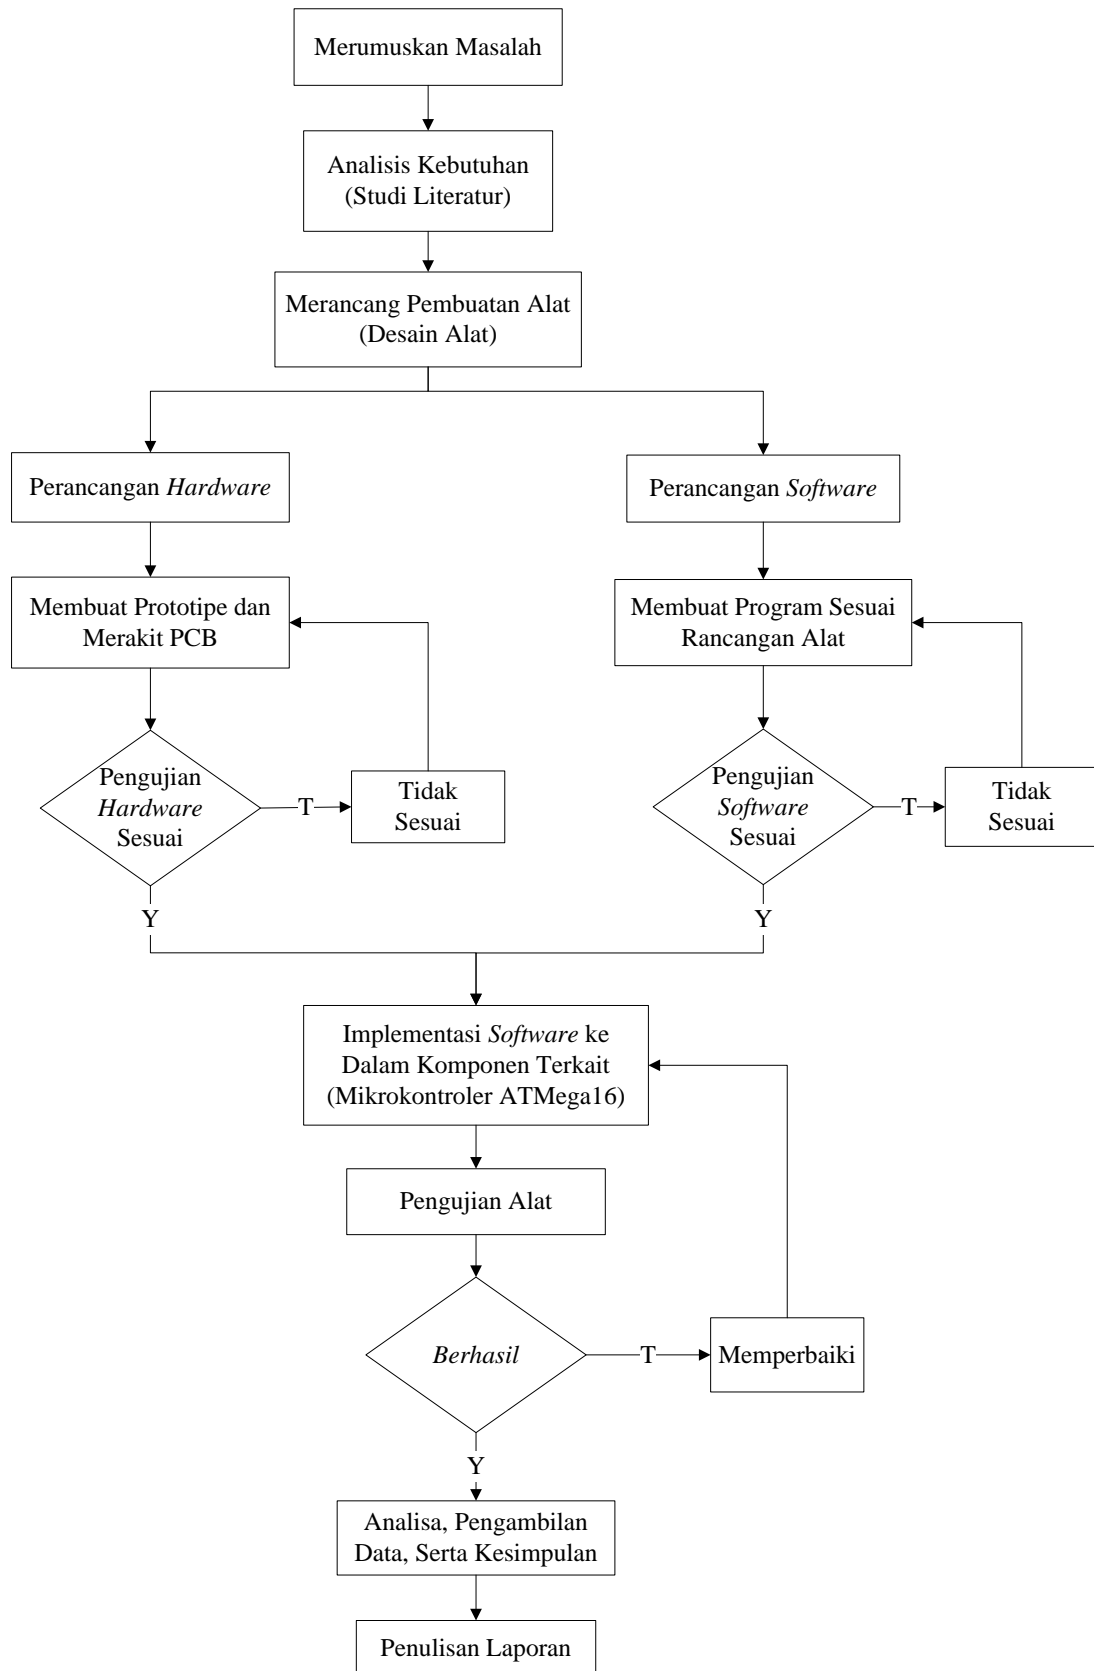 Merumuskan Masalah
Analisis Kebutuhan
(Studi Literatur)
Merancang Pembuatan Alat
(Desain Alat)
Perancangan Hardware
Perancangan Software
Membuat Prototipe dan
Merakit PCB
Membuat Program Sesuai
Rancangan Alat
Pengujian
Hardware
Sesuai
T
Tidak
Sesuai
Pengujian
Software
Sesuai
T
Tidak
Sesuai
Y
Y
Implementasi Software ke
Dalam Komponen Terkait
(Mikrokontroler ATMega16)
Pengujian Alat
Berhasil
T
Memperbaiki
Y
Analisa, Pengambilan
Data, Serta Kesimpulan
Penulisan Laporan